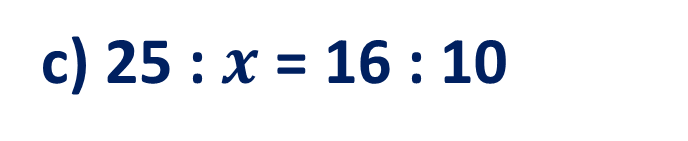 c) 25 : x = 16 : 10